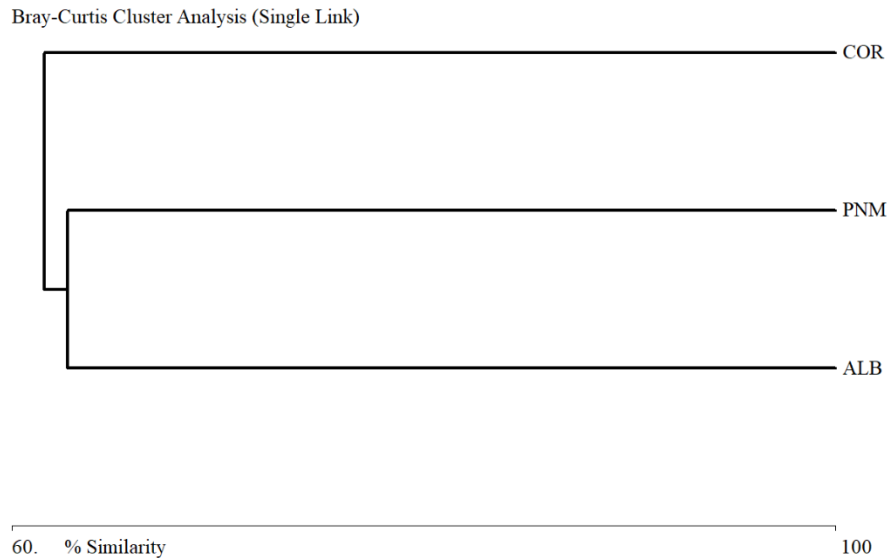 Bray-Curtis Cluster Analysis (Single Link)
COR
PNM
ALB
60. % Similarity 100